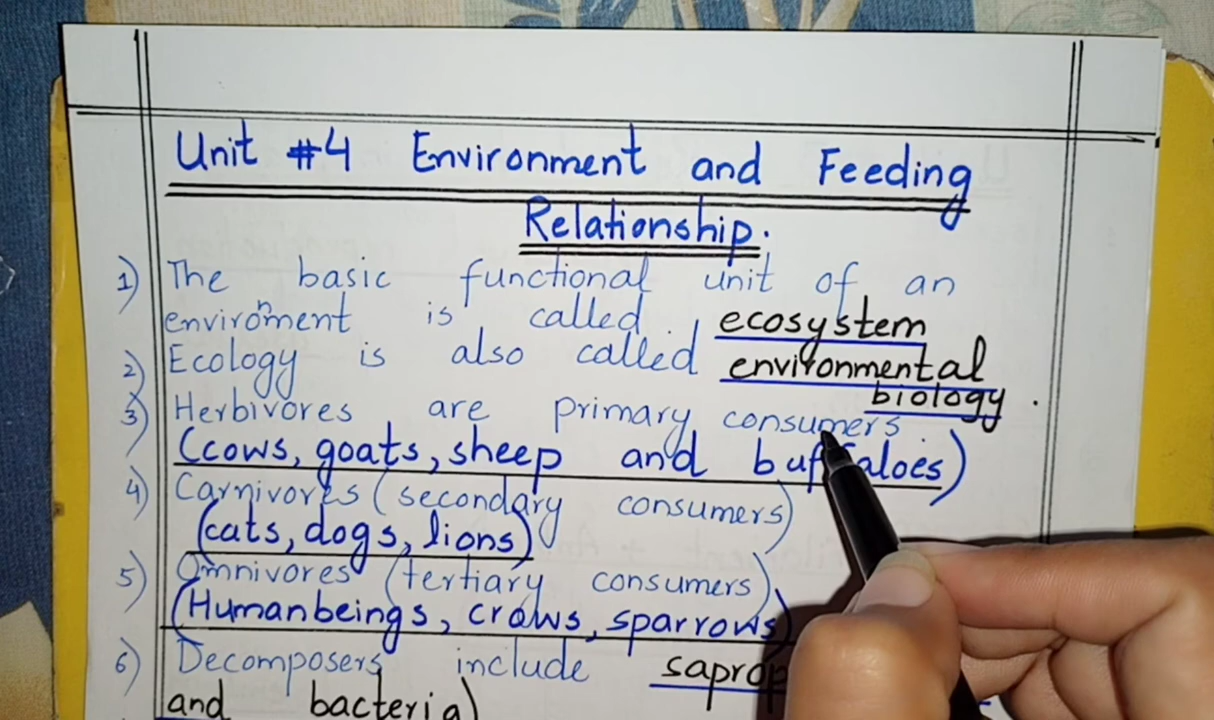 Unit #4 Environment and Feeding
Relationship.
1) The basic functional unit of an
enviroment is called. ecosystem
2) Ecology is also called environmental
biology.
3) Herbivores are primary consumers
(cows, goats, sheep and buffaloes)
4) Carnivores (secondary consumers)
(cats, dogs, lions)
5) Omnivores (tertiary consumers)
(Humanbeings, crows, sparrows)
6) Decomposers include
and bacteria)